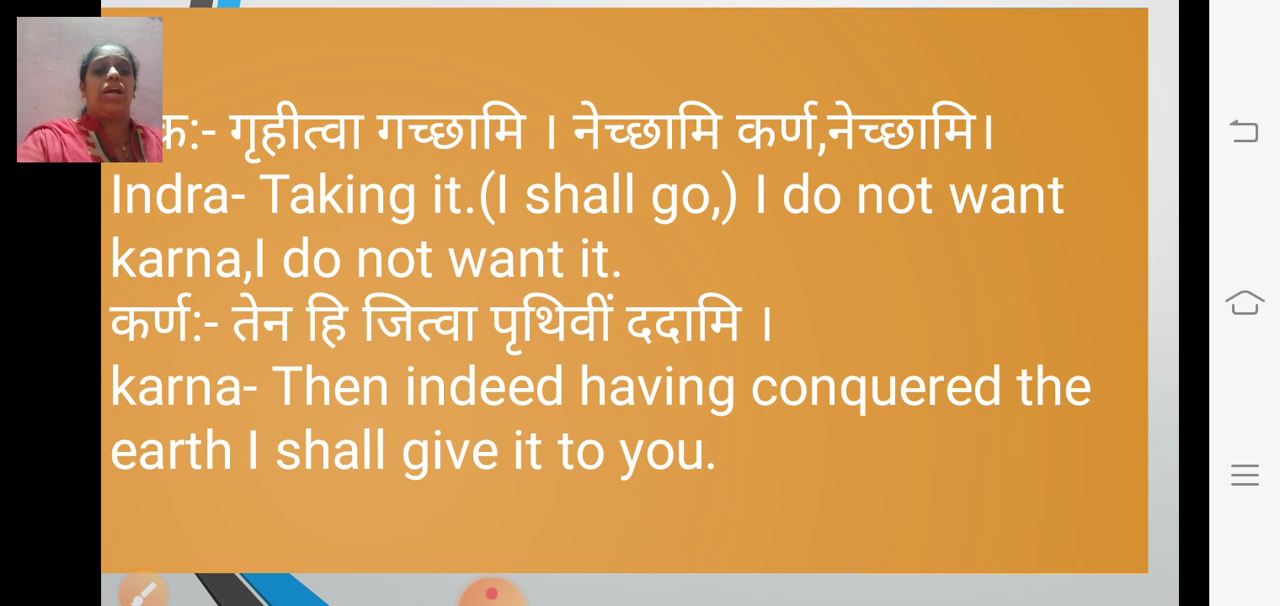 कः- गृहीत्वा गच्छामि । नेच्छामि कर्ण,नेच्छामि।
Indra- Taking it.(I shall go,) I do not want
karna,I do not want it.
कर्णः- तेन हि जित्वा पृथिवीं ददामि ।
karna- Then indeed having conquered the
earth I shall give it to you.